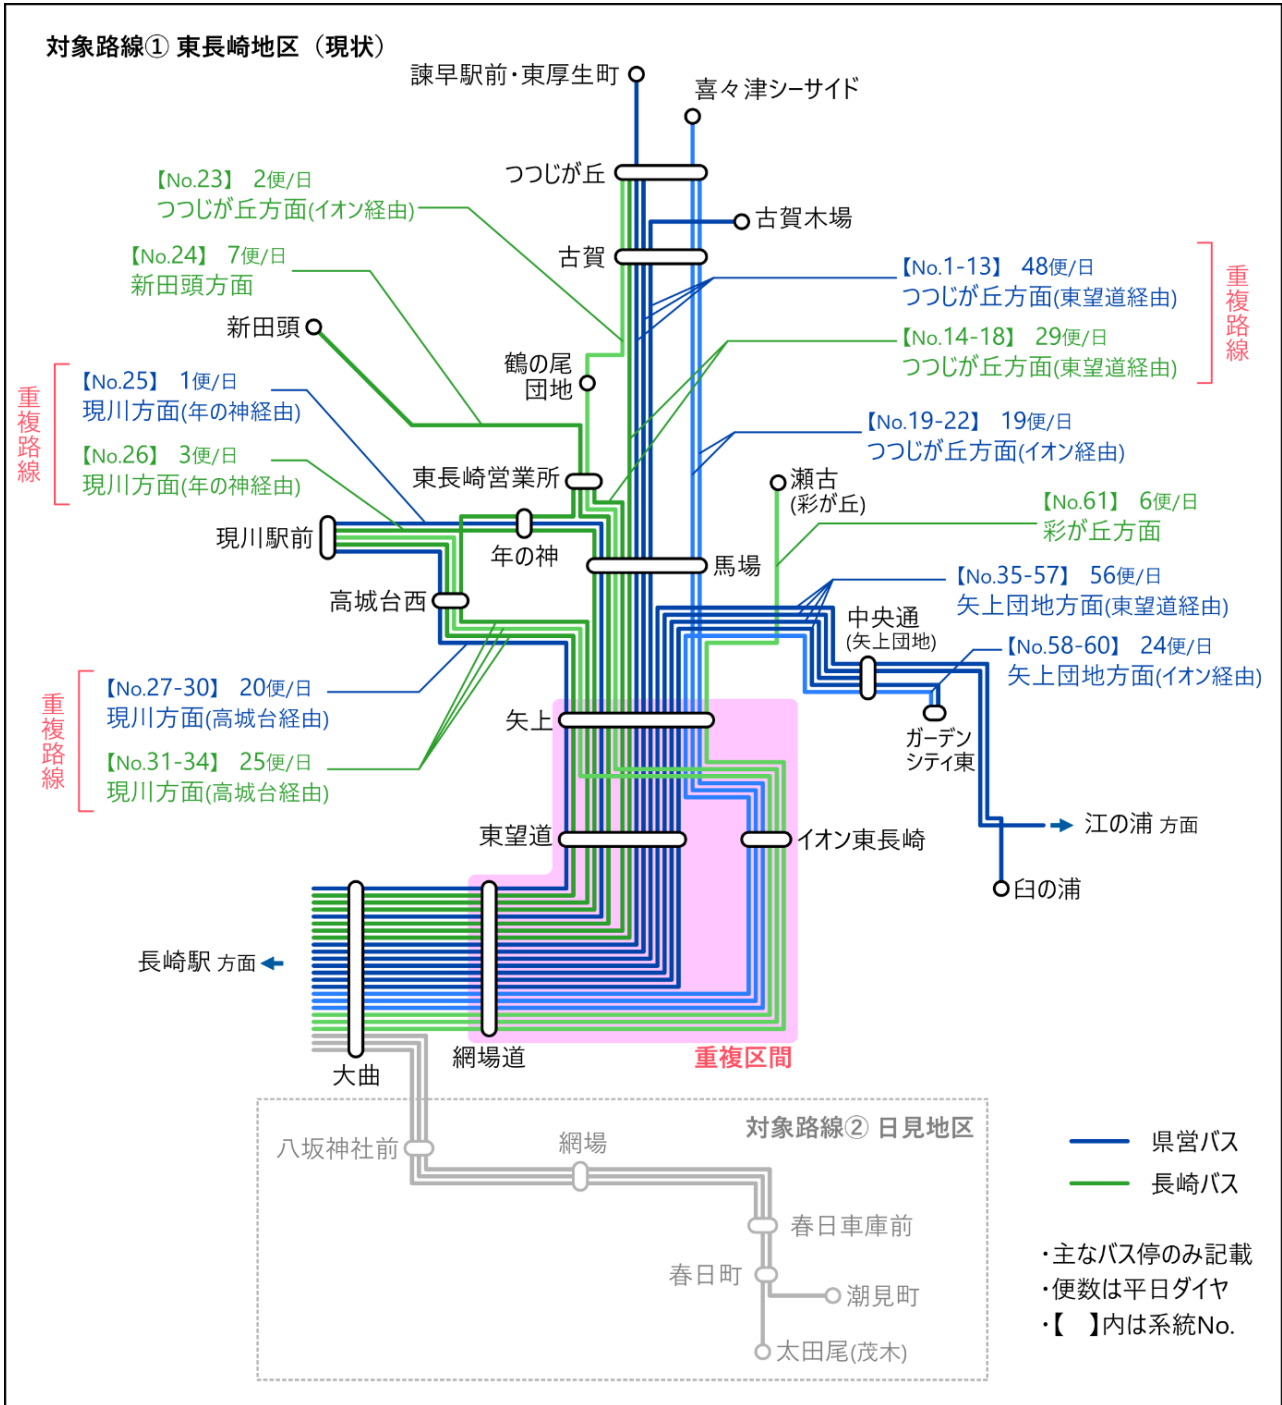 対象路線① 東長崎地区（現状）
諫早駅前・東厚生町
喜々津シーサイド
つつじが丘
【No.23】 2便/日
つつじが丘方面(イオン経由)
古賀木場
古賀
【No.24】 7便/日
新田頭方面
【No.1-13】 48便/日
つつじが丘方面(東望道経由)
重複路線
新田頭
【No.14-18】 29便/日
つつじが丘方面(東望道経由)
鶴の尾
団地
重複路線
【No.25】 1便/日
現川方面(年の神経由)
【No.19-22】 19便/日
つつじが丘方面(イオン経由)
【No.26】 3便/日
現川方面(年の神経由)
東長崎営業所
瀬古
(彩が丘)
【No.61】 6便/日
彩が丘方面
現川駅前
年の神
馬場
【No.35-57】 56便/日
矢上団地方面(東望道経由)
高城台西
中央通
(矢上団地)
【No.58-60】 24便/日
矢上団地方面(イオン経由)
重複路線
【No.27-30】 20便/日
現川方面(高城台経由)
矢上
ガーデン
シティ東
【No.31-34】 25便/日
現川方面(高城台経由)
東望道
イオン東長崎
江の浦 方面
臼の浦
長崎駅 方面
大曲
網場道
重複区間
対象路線② 日見地区
八坂神社前
網場
県営バス
長崎バス
春日車庫前
春日町
潮見町
太田尾(茂木)
・主なバス停のみ記載
・便数は平日ダイヤ
・【　】内は系統No.